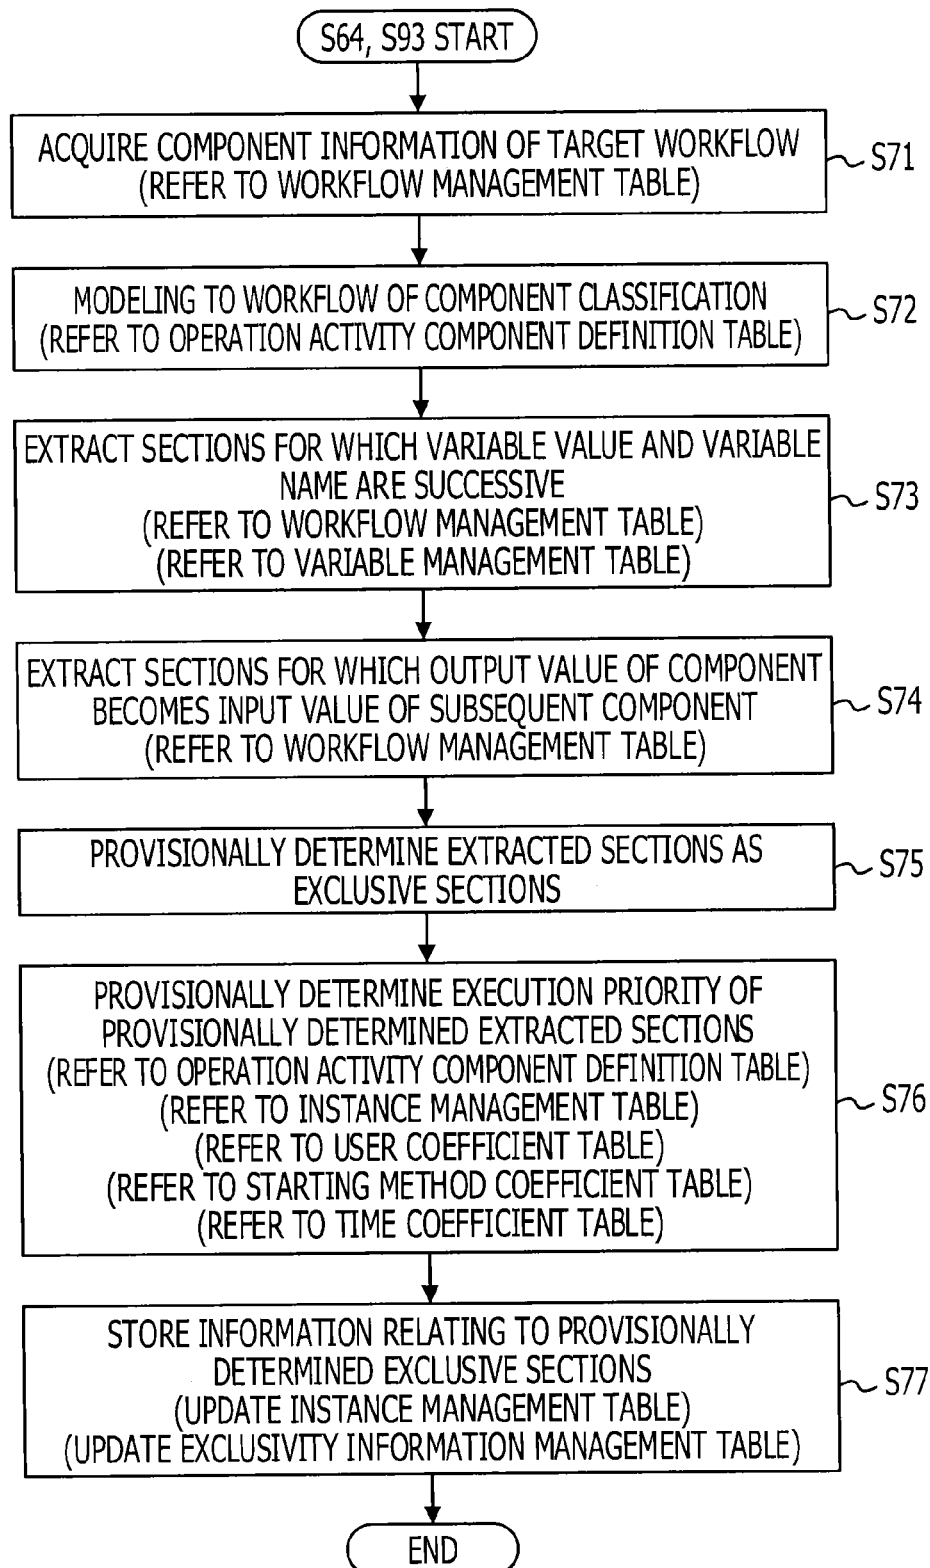 S64, S93 START
ACQUIRE COMPONENT INFORMATION OF TARGET WORKFLOW
(REFER TO WORKFLOW MANAGEMENT TABLE)
S71
MODELING TO WORKFLOW OF COMPONENT CLASSIFICATION
(REFER TO OPERATION ACTIVITY COMPONENT DEFINITION TABLE)
S72
EXTRACT SECTIONS FOR WHICH VARIABLE VALUE AND VARIABLE
NAME ARE SUCCESSIVE
(REFER TO WORKFLOW MANAGEMENT TABLE)
(REFER TO VARIABLE MANAGEMENT TABLE)
S73
EXTRACT SECTIONS FOR WHICH OUTPUT VALUE OF COMPONENT
BECOMES INPUT VALUE OF SUBSEQUENT COMPONENT
(REFER TO WORKFLOW MANAGEMENT TABLE)
S74
PROVISIONALLY DETERMINE EXTRACTED SECTIONS AS
EXCLUSIVE SECTIONS
S75
PROVISIONALLY DETERMINE EXECUTION PRIORITY OF
PROVISIONALLY DETERMINED EXTRACTED SECTIONS
(REFER TO OPERATION ACTIVITY COMPONENT DEFINITION TABLE)
(REFER TO INSTANCE MANAGEMENT TABLE)
(REFER TO USER COEFFICIENT TABLE)
(REFER TO STARTING METHOD COEFFICIENT TABLE)
(REFER TO TIME COEFFICIENT TABLE)
S76
STORE INFORMATION RELATING TO PROVISIONALLY
DETERMINED EXCLUSIVE SECTIONS
(UPDATE INSTANCE MANAGEMENT TABLE)
(UPDATE EXCLUSIVITY INFORMATION MANAGEMENT TABLE)
S77
END